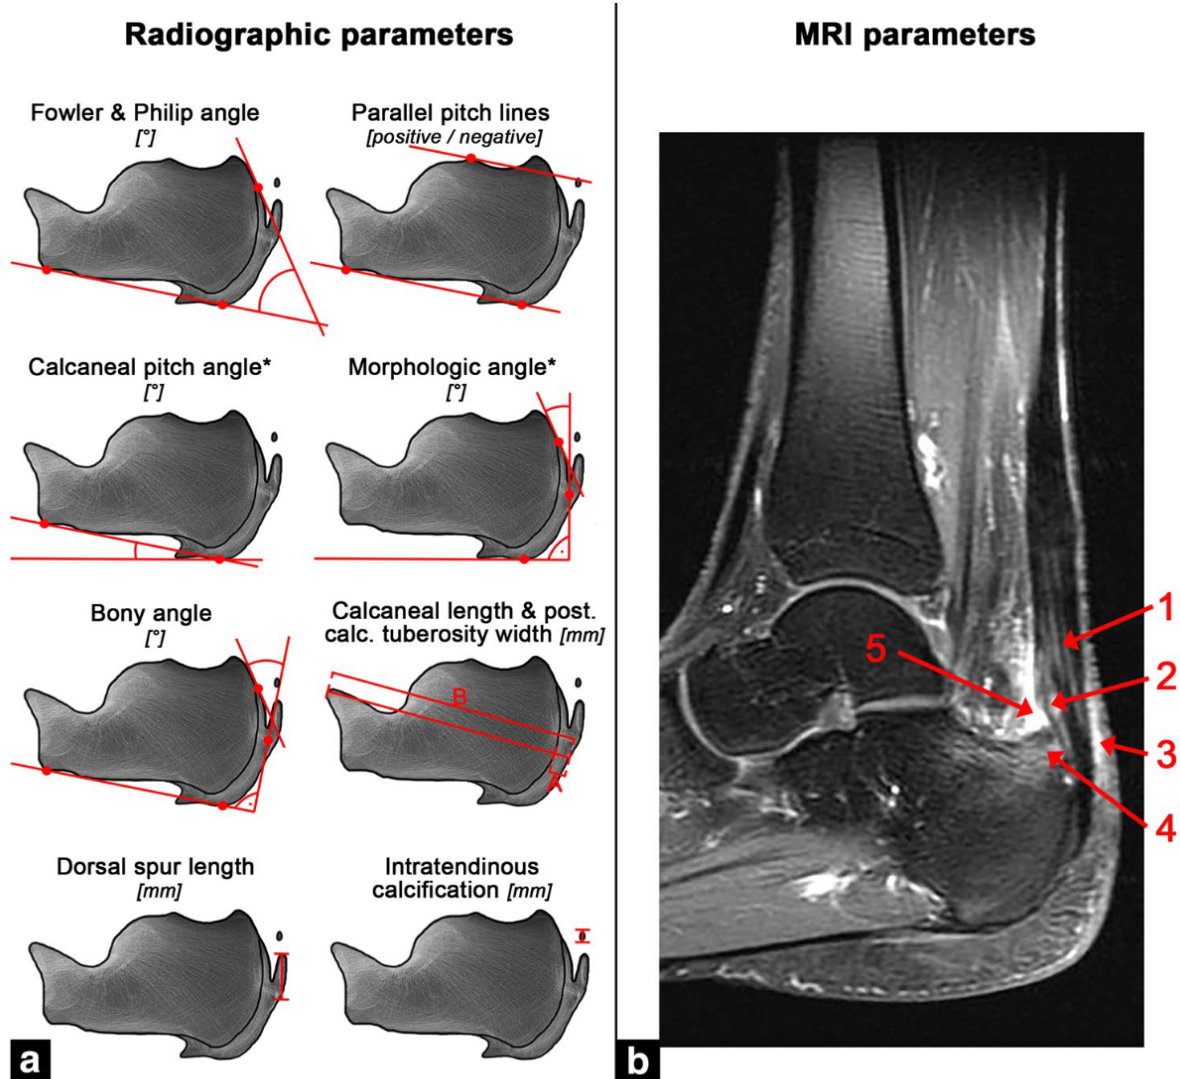 Radiographic parameters
MRI parameters
Fowler & Philip angle
[°]
Parallel pitch lines
[positive / negative]
Calcaneal pitch angle*
[°]
Morphologic angle*
[°]
Bony angle
[°]
Calcaneal length & post.
calc. tuberosity width [mm]
B
A
Dorsal spur length
[mm]
Intratendinous
calcification [mm]
a
1
5
2
3
4
b